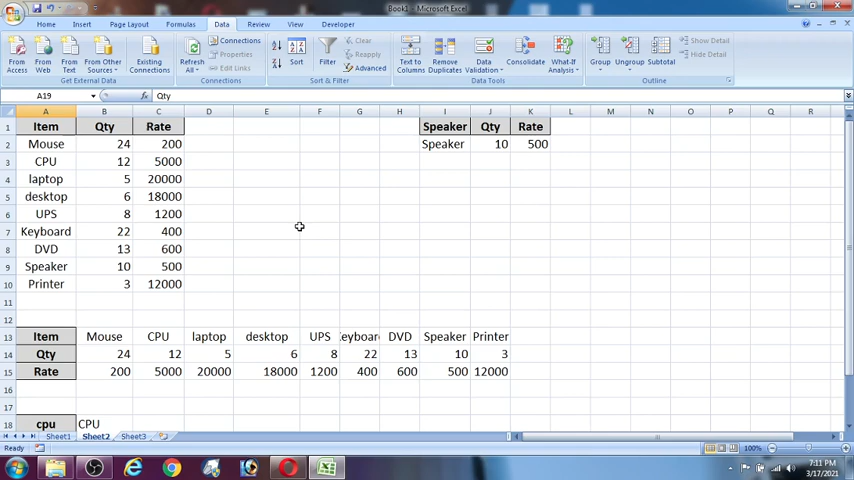 Book1 - Microsoft Excel
Home Insert Page Layout Formulas Data Review View Developer
From Access From Web From Text From Other Sources Existing Connections Refresh All Connections Properties Edit Links Sort Filter Clear Reapply Advanced Text to Columns Remove Duplicates Data Validation Consolidate What-If Analysis Group Ungroup Subtotal Show Detail Hide Detail
Get External Data Connections Sort & Filter Data Tools Outline
A19 fx Qty
A B C D E F G H I J K L M N O P Q R
1 Item Qty Rate Speaker Qty Rate
2 Mouse 24 200 Speaker 10 500
3 CPU 12 5000
4 laptop 5 20000
5 desktop 6 18000
6 UPS 8 1200
7 Keyboard 22 400
8 DVD 13 600
9 Speaker 10 500
10 Printer 3 12000
11
12
13 Item Mouse CPU laptop desktop UPS Keyboard DVD Speaker Printer
14 Qty 24 12 5 6 8 22 13 10 3
15 Rate 200 5000 20000 18000 1200 400 600 500 12000
16
17
18 cpu CPU
Sheet1 Sheet2 Sheet3
Ready 100%
7:11 PM
3/17/2021